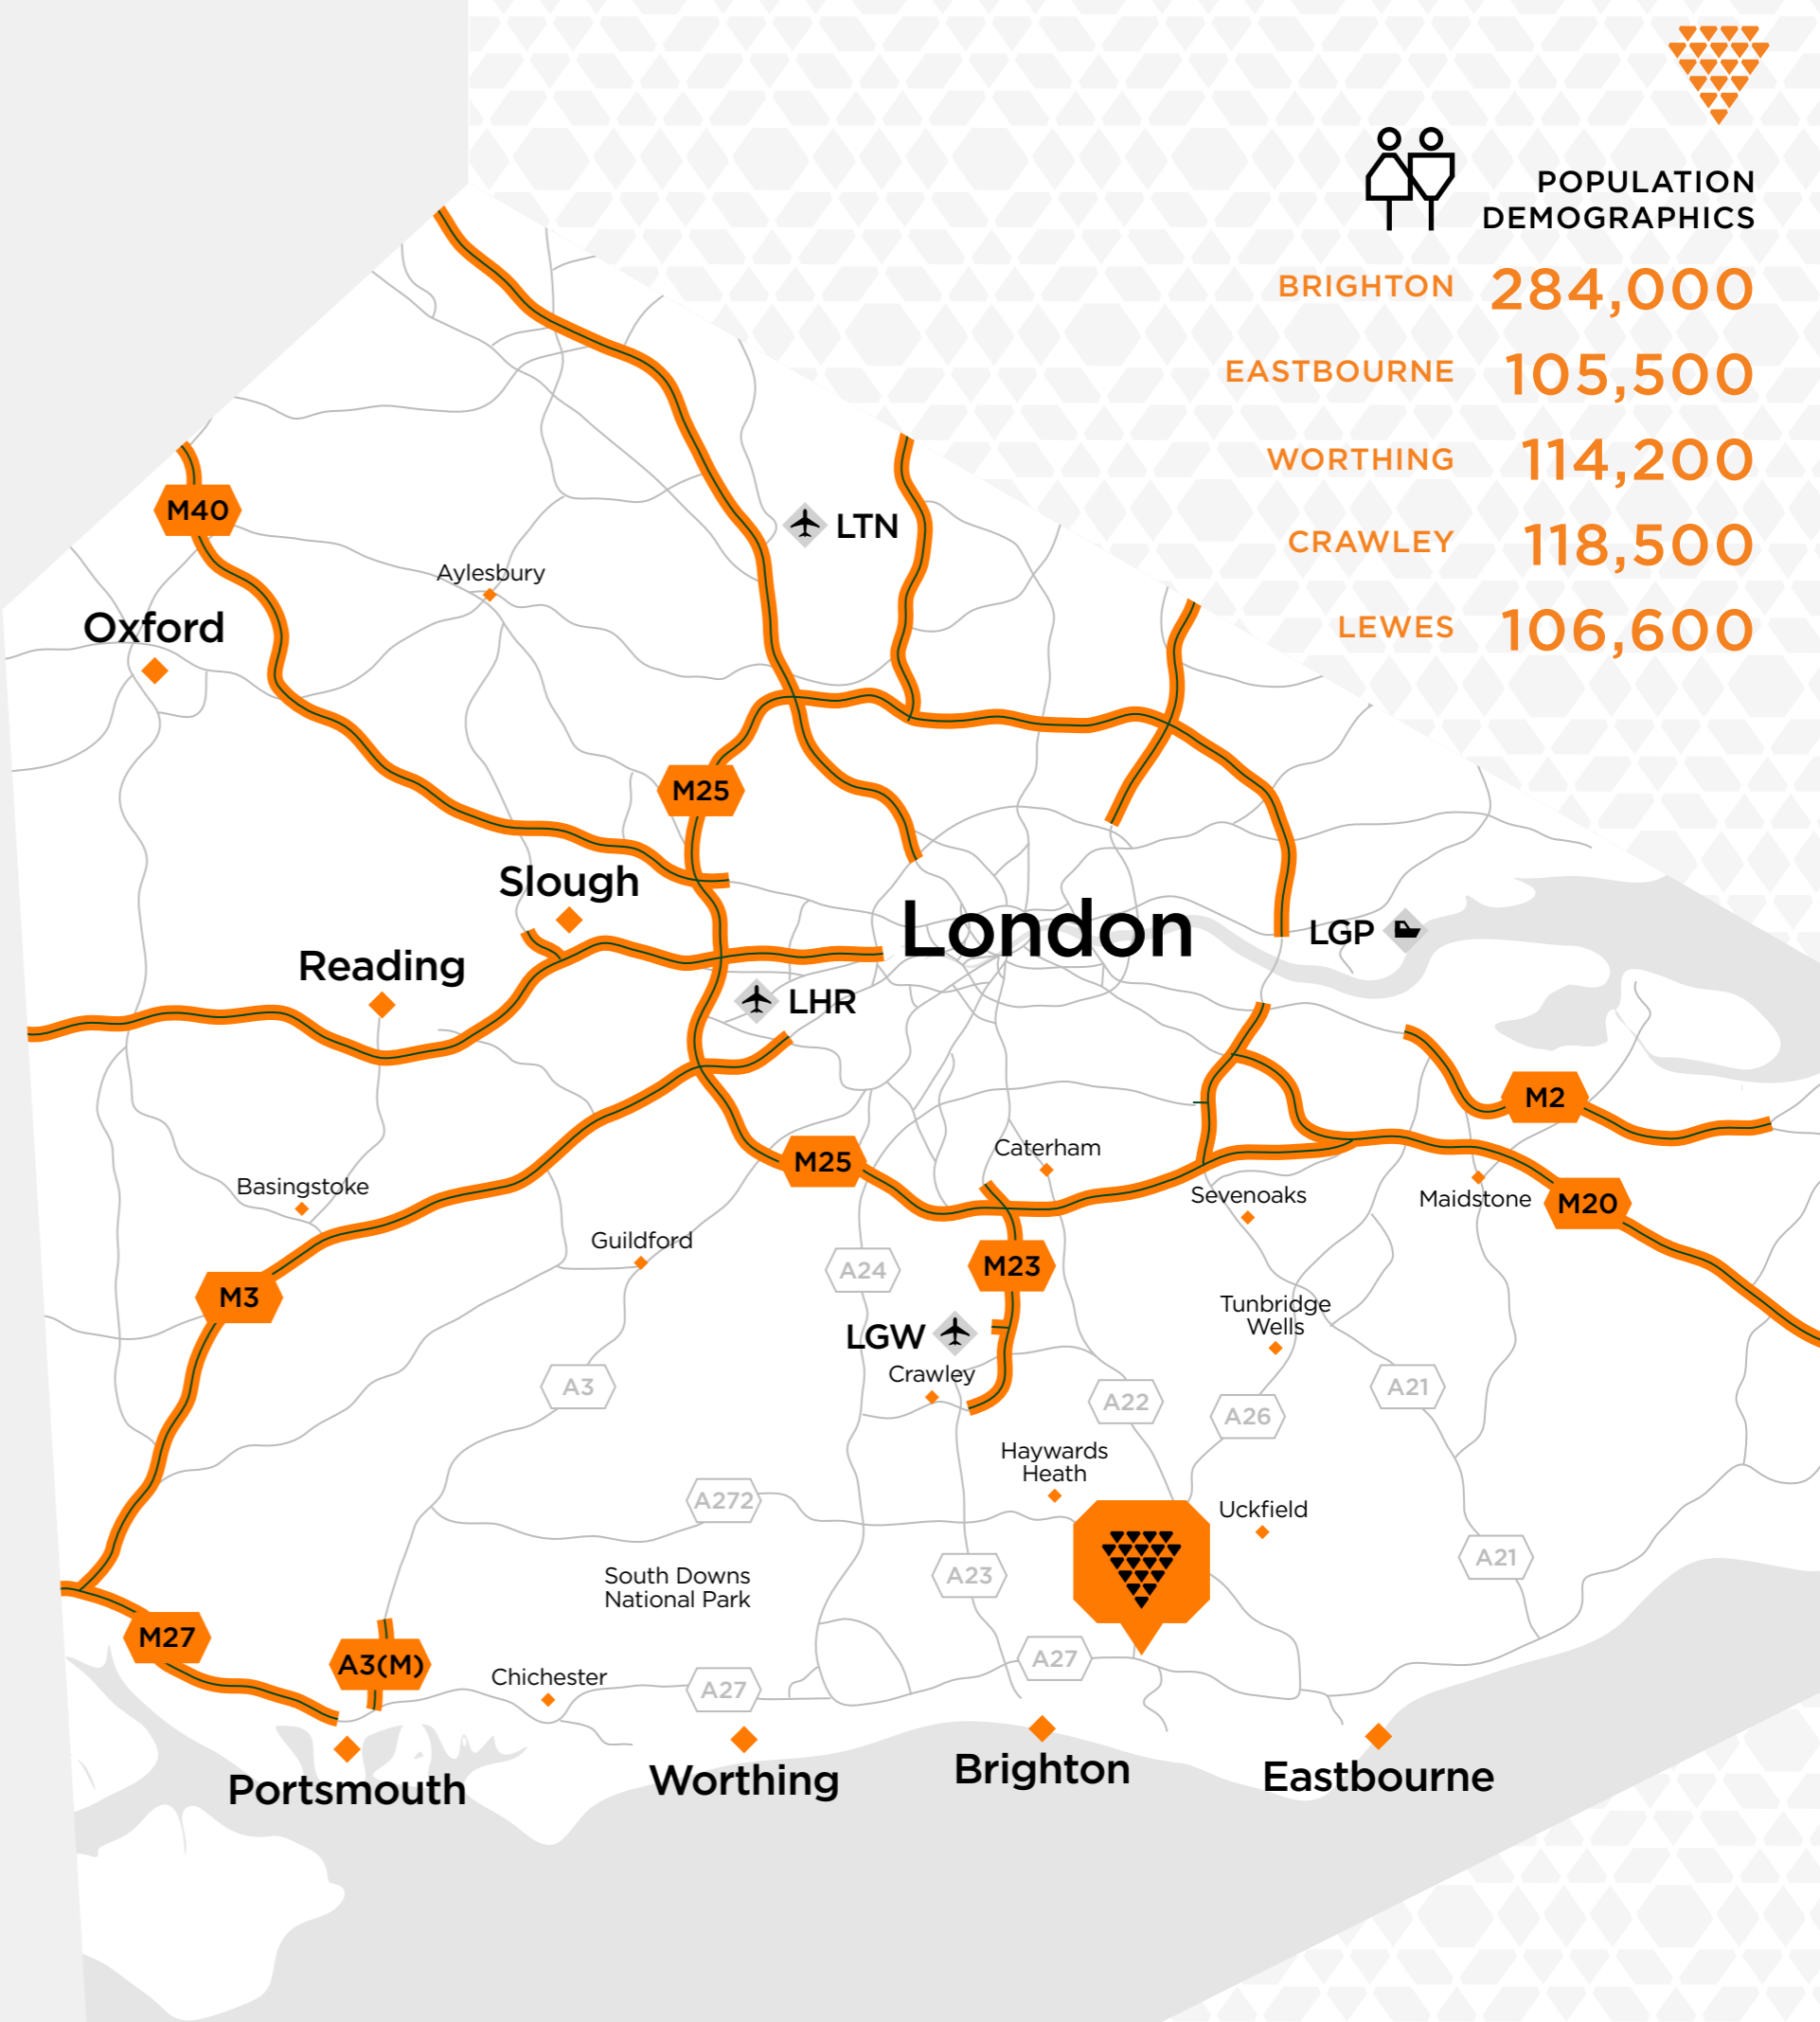 POPULATION
DEMOGRAPHICS
BRIGHTON 284,000
EASTBOURNE 105,500
WORTHING 114,200
CRAWLEY 118,500
LEWES 106,600
M40
LTN
Aylesbury
Oxford
M25
Slough
London
LGP
Reading
LHR
M2
Caterham
M25
Basingstoke
Sevenoaks
Maidstone
M20
Guildford
A24
M23
M3
Tunbridge
Wells
LGW
Crawley
A3
A22
A21
A26
Haywards
Heath
A272
Uckfield
A21
South Downs
National Park
A23
M27
A3(M)
A27
Chichester
A27
Worthing
Brighton
Eastbourne
Portsmouth